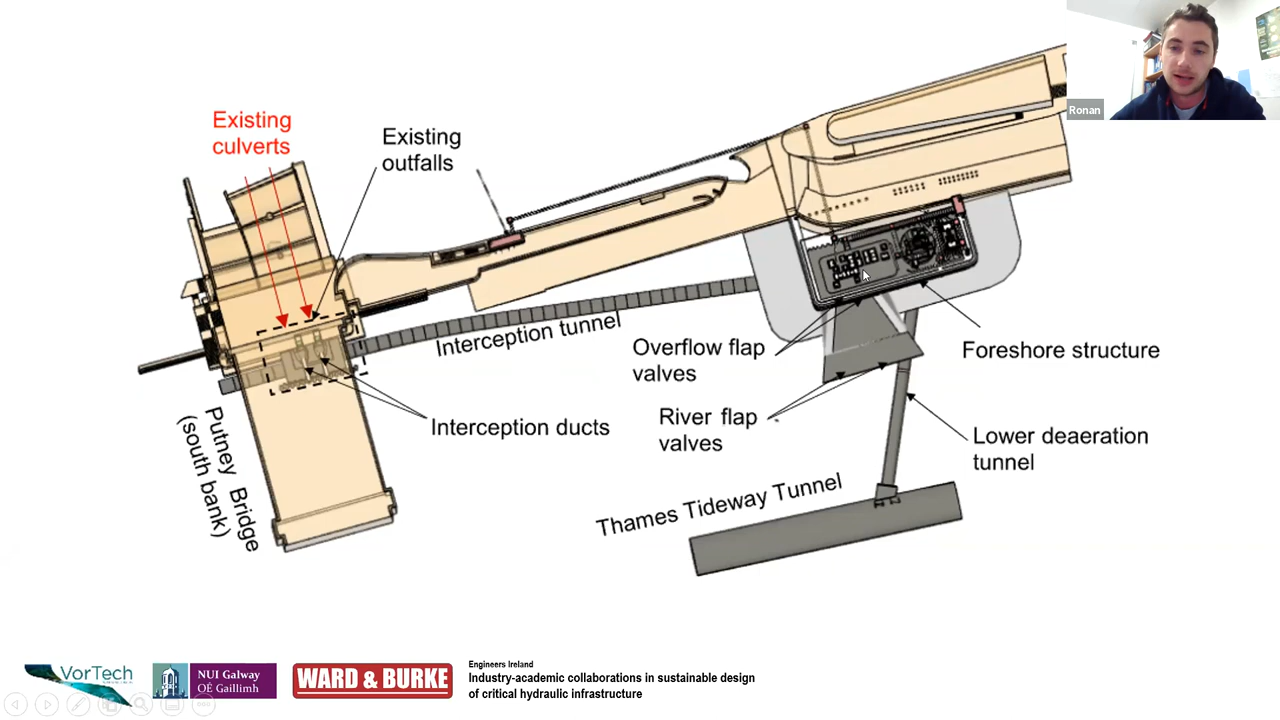 Ronan
Existing
culverts
Existing
outfalls
Interception tunnel
Overflow flap
valves
Foreshore structure
River flap
valves
Interception ducts
Putney Bridge
(south bank)
Lower deaeration
tunnel
Thames Tideway Tunnel
VorTech
NUI Galway
OÉ Gaillimh
WARD & BURKE
Engineers Ireland
Industry-academic collaborations in sustainable design
of critical hydraulic infrastructure